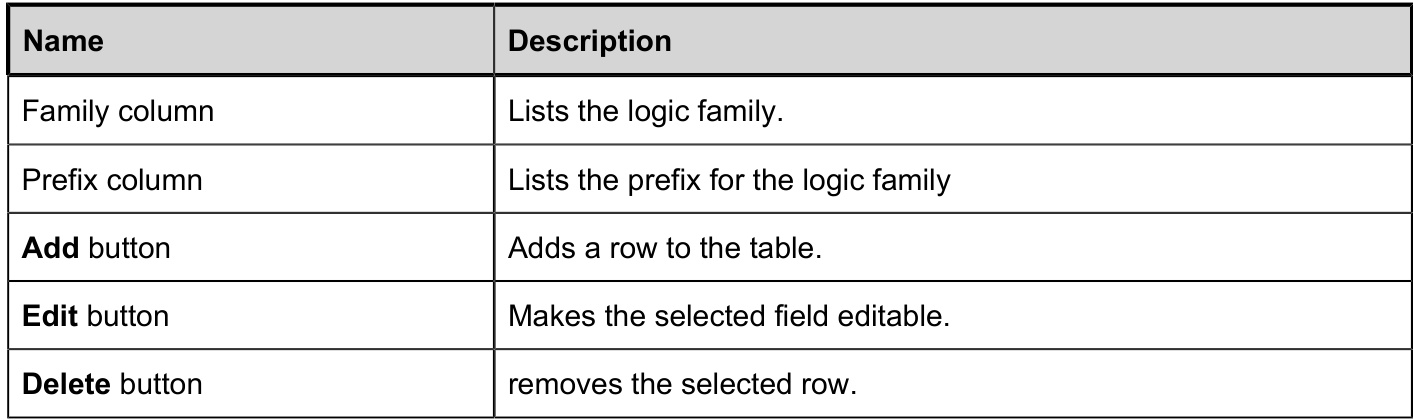 Name Description
Family column Lists the logic family.
Prefix column Lists the prefix for the logic family
Add button Adds a row to the table.
Edit button Makes the selected field editable.
Delete button removes the selected row.